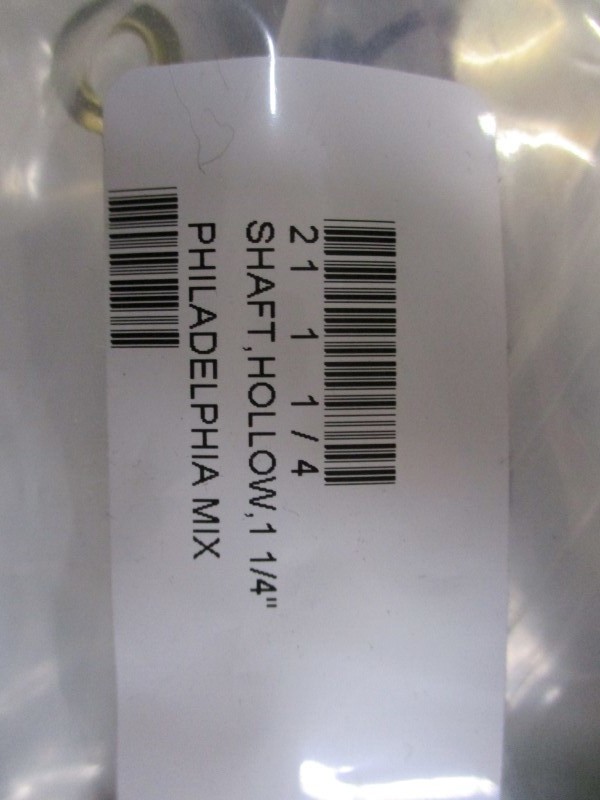 21 1 1/4
SHAFT,HOLLOW,1 1/4"
PHILADELPHIA MIX